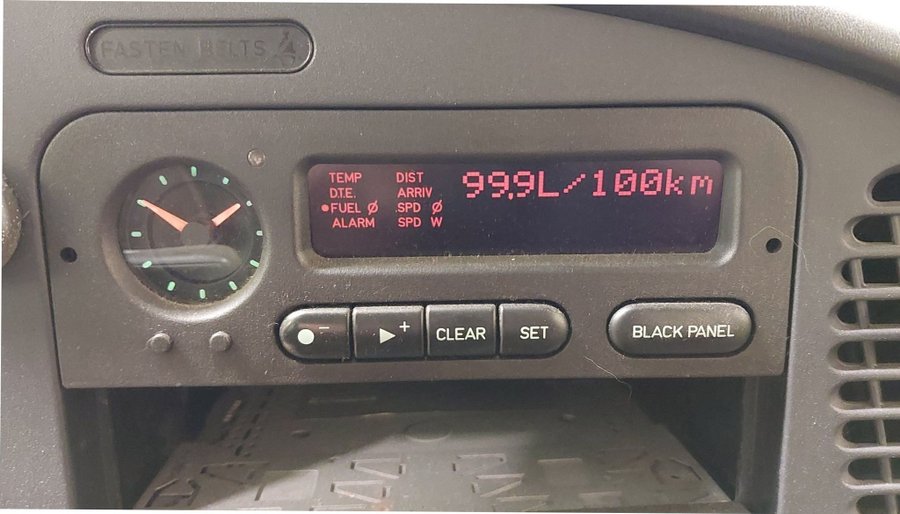 FASTEN BELTS
TEMP DIST
D.T.E. ARRIV
FUEL Ø SPD Ø
ALARM SPD W
99,9L/100km
− + CLEAR SET BLACK PANEL